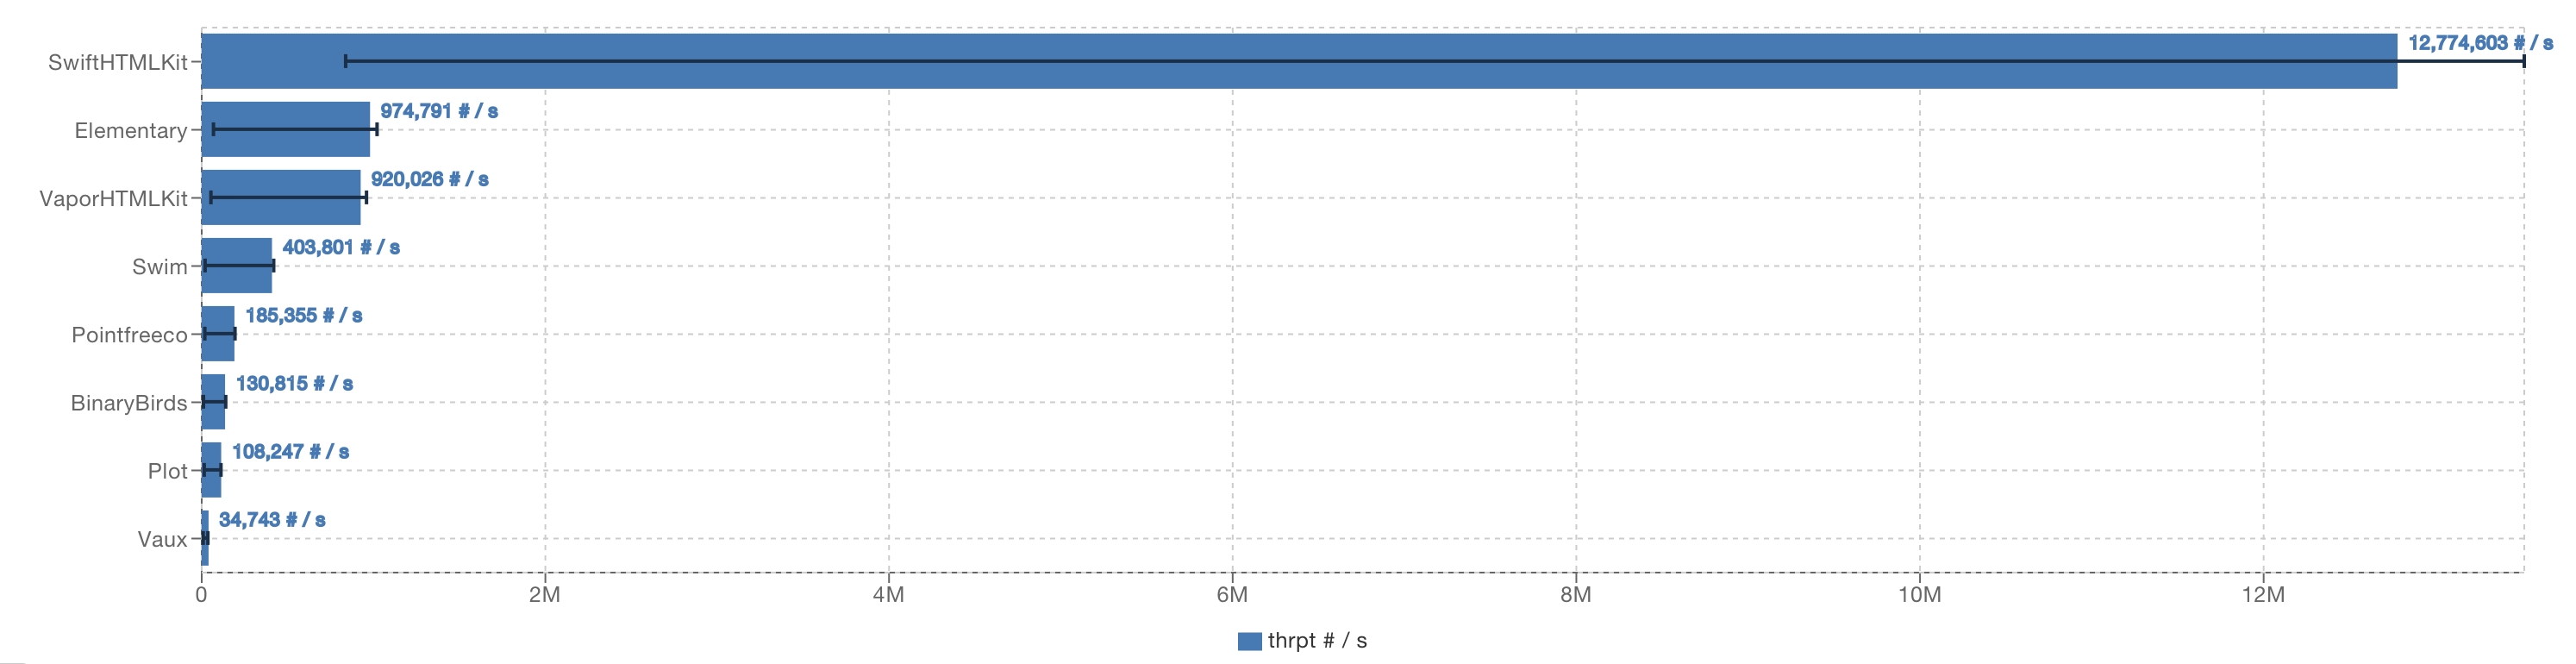 SwiftHTMLKit 12,774,603 # / s
Elementary 974,791 # / s
VaporHTMLKit 920,026 # / s
Swim 403,801 # / s
Pointfreeco 185,355 # / s
BinaryBirds 130,815 # / s
Plot 108,247 # / s
Vaux 34,743 # / s
0 2M 4M 6M 8M 10M 12M
thrpt # / s